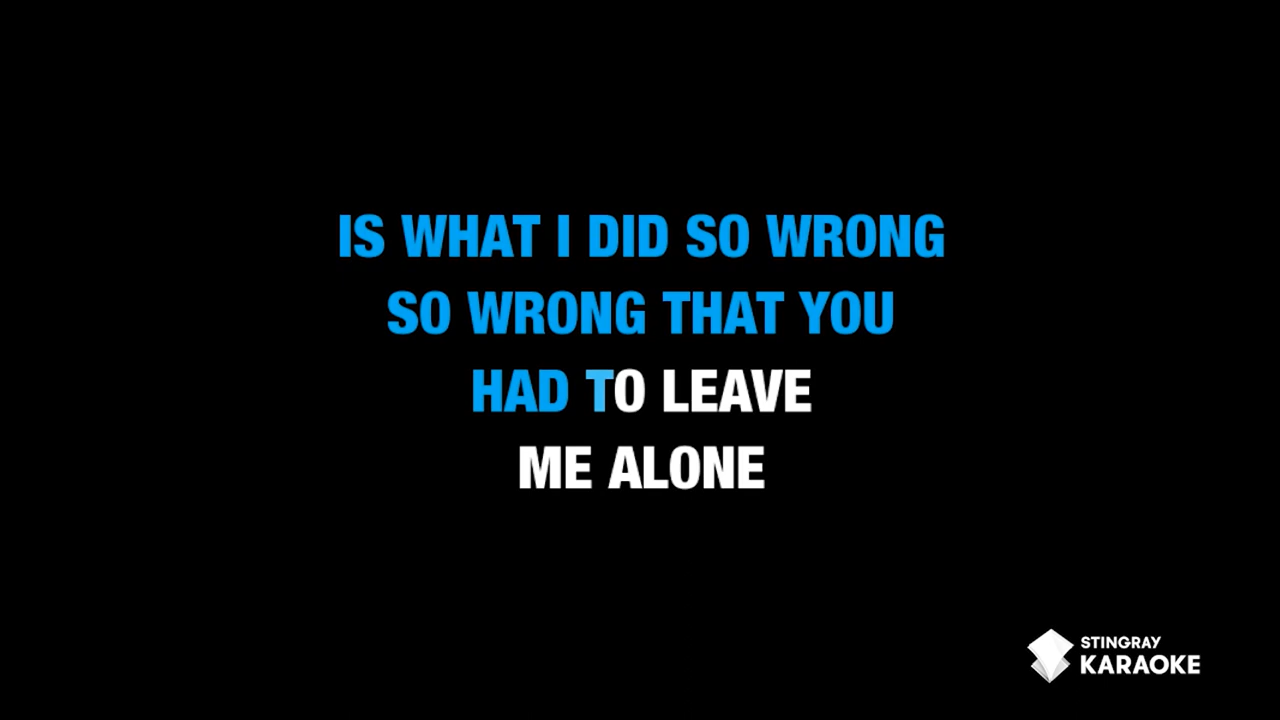 IS WHAT I DID SO WRONG
SO WRONG THAT YOU
HAD TO LEAVE
ME ALONE
STINGRAY
KARAOKE